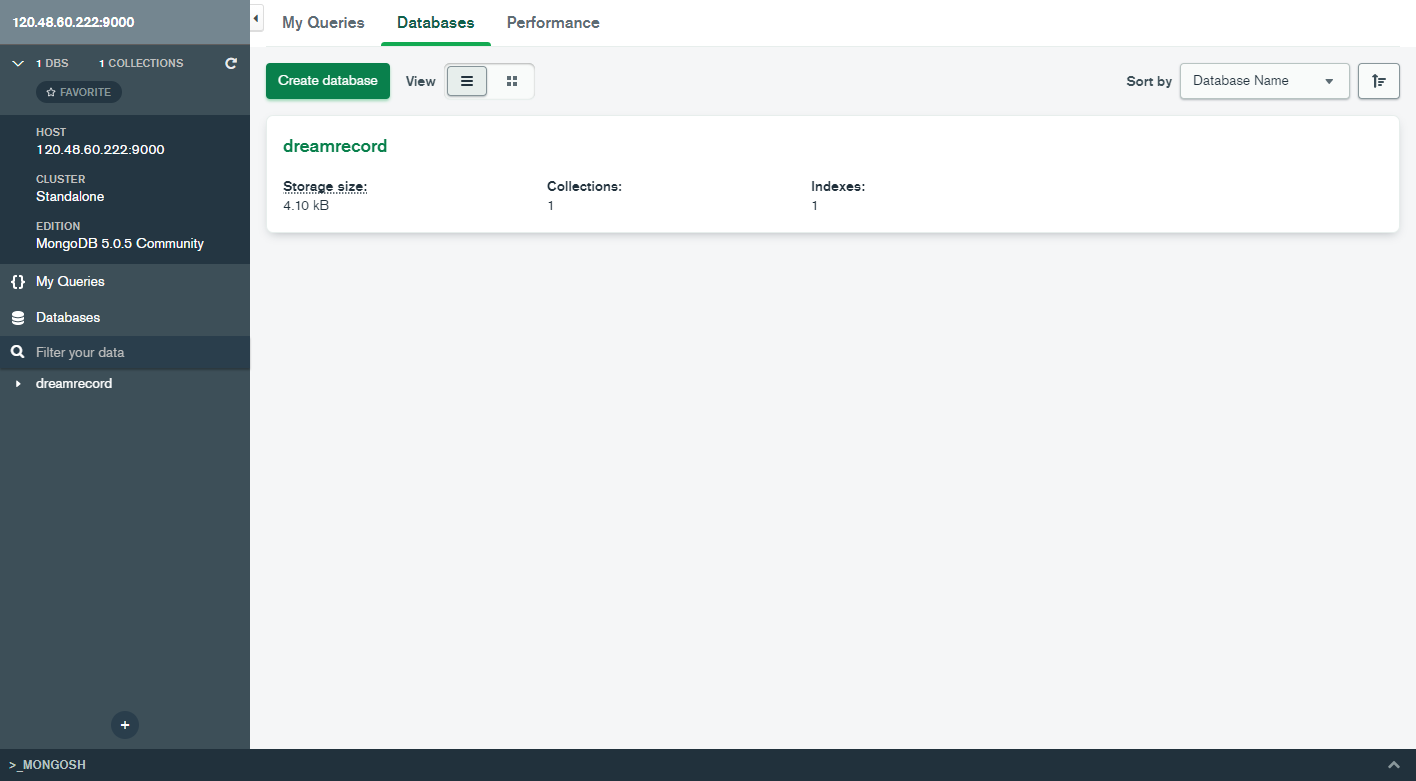 120.48.60.222:9000
1 DBS 1 COLLECTIONS
FAVORITE
HOST
120.48.60.222:9000
CLUSTER
Standalone
EDITION
MongoDB 5.0.5 Community
{} My Queries
Databases
Filter your data
dreamrecord
+
My Queries Databases Performance
Create database View Sort by Database Name
dreamrecord
Storage size: Collections: Indexes:
4.10 kB 1 1
>_MONGOSH